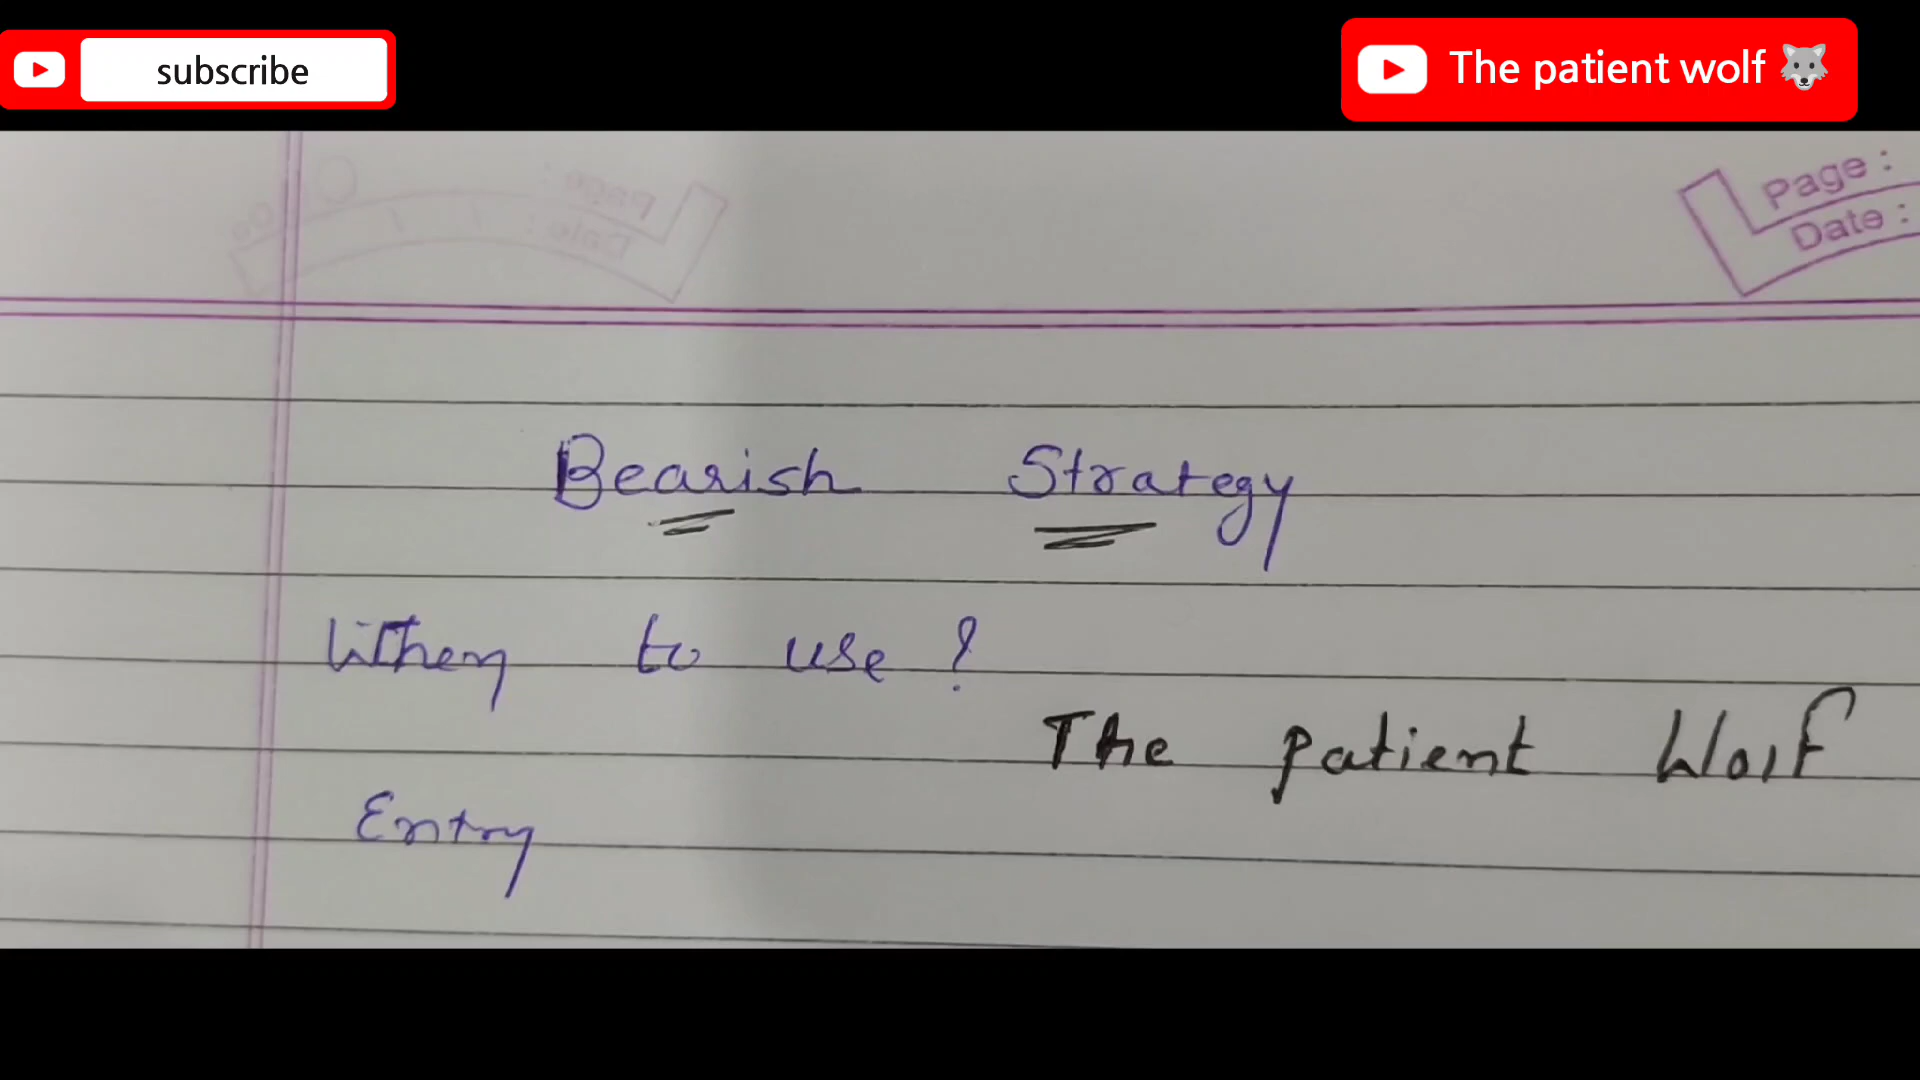 subscribe
The patient wolf
Page :
Date :
Bearish Strategy
When to use ?
The Patient Wolf
Entry